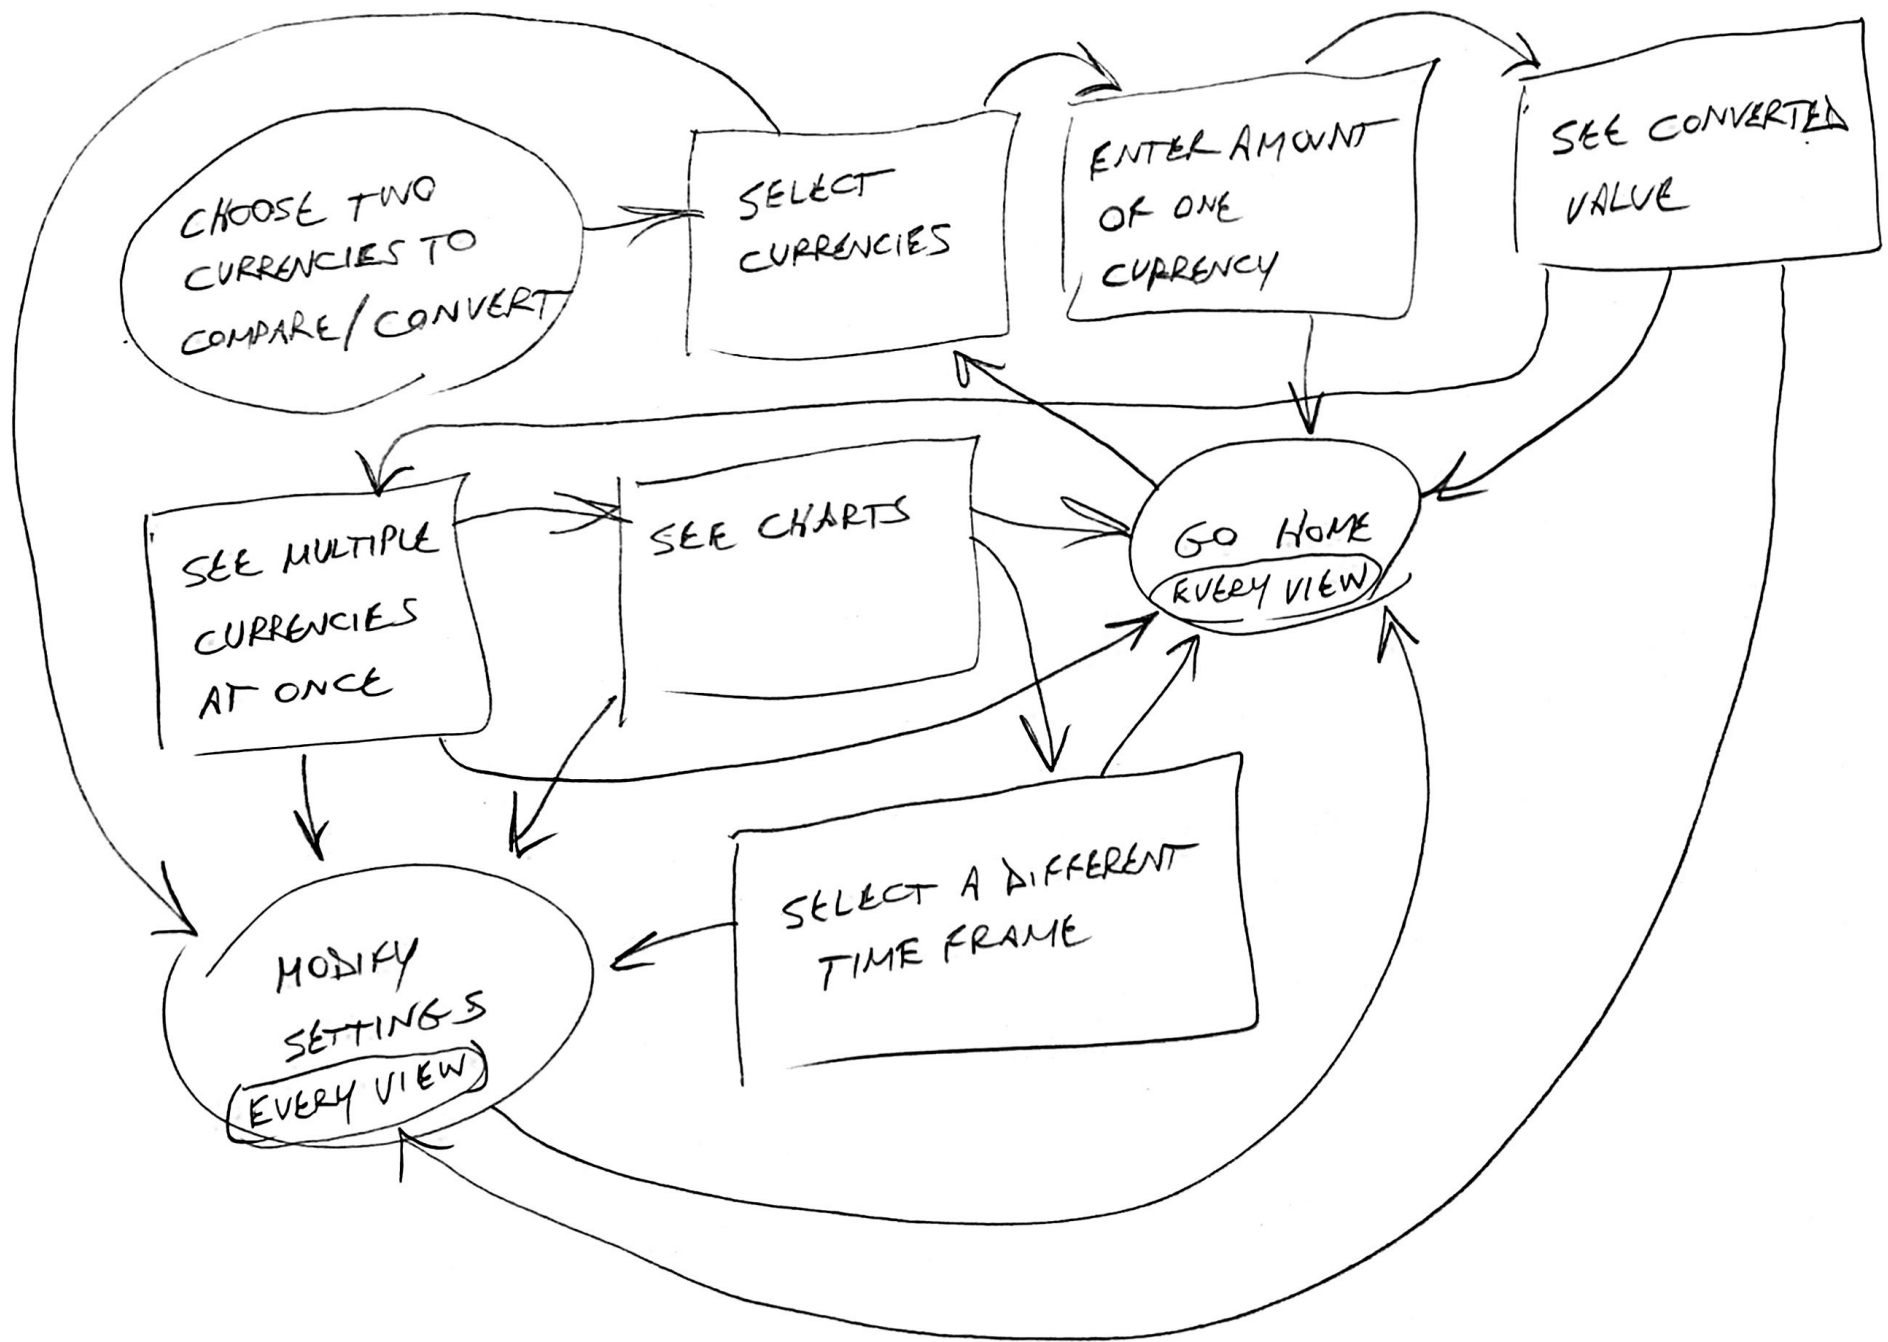 CHOOSE TWO
CURRENCIES TO
COMPARE/CONVERT
SELECT
CURRENCIES
ENTER AMOUNT
OF ONE
CURRENCY
SEE CONVERTED
VALUE
SEE MULTIPLE
CURRENCIES
AT ONCE
SEE CHARTS
GO HOME
EVERY VIEW
MODIFY
SETTINGS
EVERY VIEW
SELECT A DIFFERENT
TIME FRAME